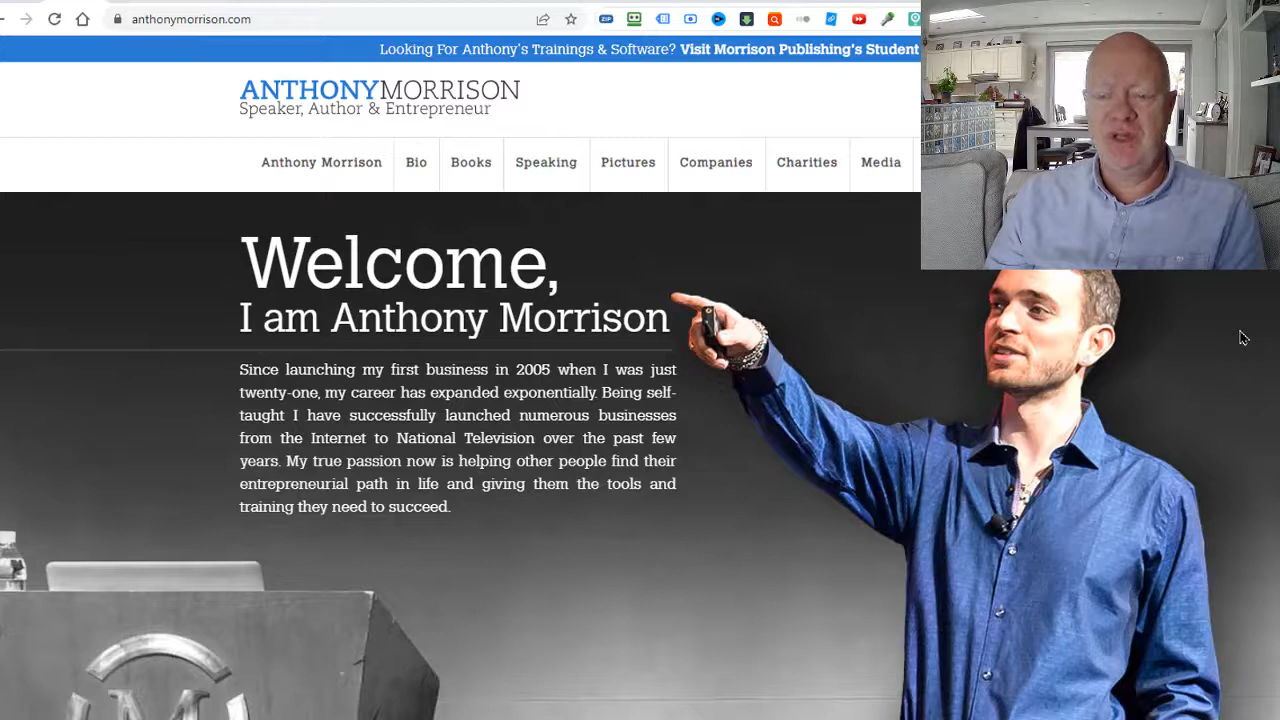 anthonymorrison.com
ZIP
Looking For Anthony's Trainings & Software? Visit Morrison Publishing's Student
ANTHONYMORRISON
Speaker, Author & Entrepreneur
Anthony Morrison Bio Books Speaking Pictures Companies Charities Media
Welcome,
I am Anthony Morrison
Since launching my first business in 2005 when I was just
twenty-one, my career has expanded exponentially. Being self-
taught I have successfully launched numerous businesses
from the Internet to National Television over the past few
years. My true passion now is helping other people find their
entrepreneurial path in life and giving them the tools and
training they need to succeed.
M